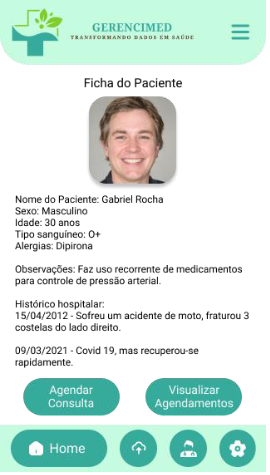 GERENCIMED
TRANSFORMANDO DADOS EM SAÚDE
Ficha do Paciente
Nome do Paciente: Gabriel Rocha
Sexo: Masculino
Idade: 30 anos
Tipo sanguíneo: O+
Alergias: Dipirona
Observações: Faz uso recorrente de medicamentos
para controle de pressão arterial.
Histórico hospitalar:
15/04/2012 - Sofreu um acidente de moto, fraturou 3
costelas do lado direito.
09/03/2021 - Covid 19, mas recuperou-se
rapidamente.
Agendar
Consulta
Visualizar
Agendamentos
Home